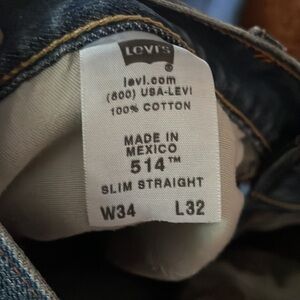 LEVI'S
®
levi.com
(800) USA-LEVI
100% COTTON
MADE IN
MEXICO
514™
SLIM STRAIGHT
W34 L32